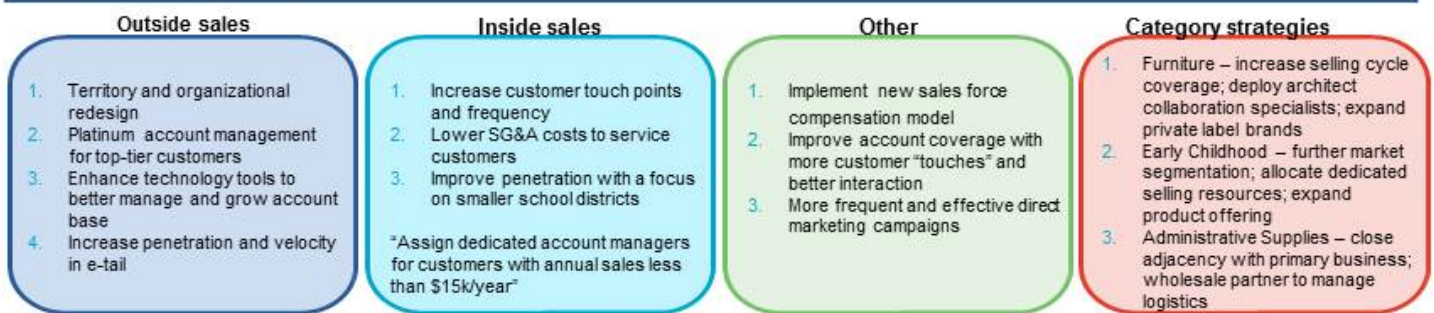 Outside sales
1. Territory and organizational
redesign
2. Platinum account management
for top-tier customers
3. Enhance technology tools to
better manage and grow account
base
4. Increase penetration and velocity
in e-tail
Inside sales
1. Increase customer touch points
and frequency
2. Lower SG&A costs to service
customers
3. Improve penetration with a focus
on smaller school districts
“Assign dedicated account managers
for customers with annual sales less
than $15k/year”
Other
1. Implement new sales force
compensation model
2. Improve account coverage with
more customer “touches” and
better interaction
3. More frequent and effective direct
marketing campaigns
Category strategies
1. Furniture – increase selling cycle
coverage; deploy architect
collaboration specialists; expand
private label brands
2. Early Childhood – further market
segmentation; allocate dedicated
selling resources; expand
product offering
3. Administrative Supplies – close
adjacency with primary business;
wholesale partner to manage
logistics